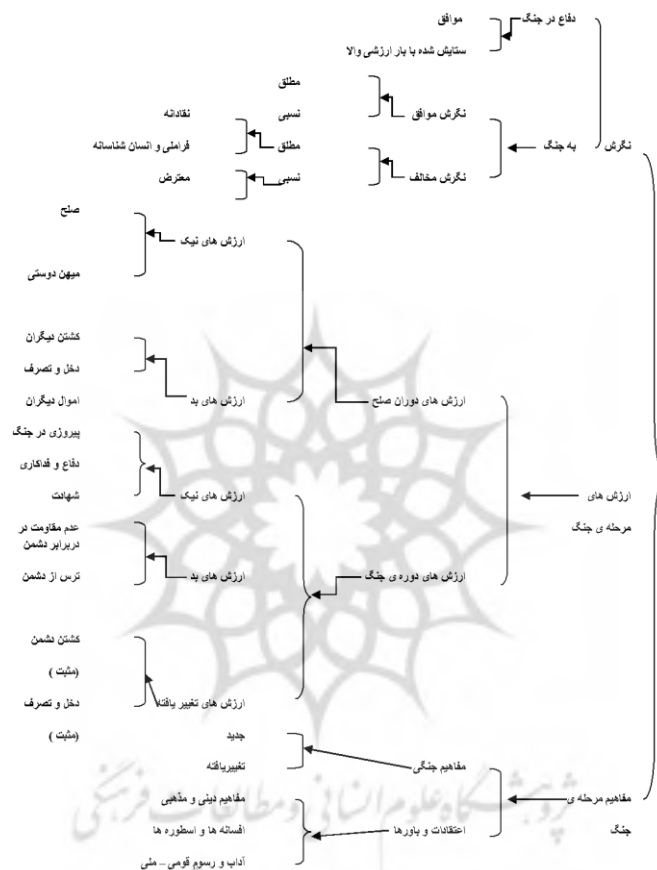 دفاع در جنگ
موافق
ستایش شده با بار ارزشی والا
نگرش
به جنگ
نگرش موافق
مطلق
نسبی
نگرش مخالف
مطلق
نقادانه
فراملی و انسان شناسانه
نسبی
معترض
ارزش های
مرحله ی جنگ
ارزش های دوران صلح
ارزش های نیک
صلح
میهن دوستی
ارزش های بد
کشتن دیگران
دخل و تصرف
اموال دیگران
ارزش های دوره ی جنگ
ارزش های نیک
پیروزی در جنگ
دفاع و فداکاری
شهادت
ارزش های بد
عدم مقاومت در
دربرابر دشمن
ترس از دشمن
ارزش های تغییر یافته
کشتن دشمن
(مثبت )
دخل و تصرف
(مثبت )
مفاهیم مرحله ی
جنگ
مفاهیم جنگی
جدید
تغییریافته
اعتقادات و باورها
مفاهیم دینی و مذهبی
افسانه ها و اسطوره ها
آداب و رسوم قومی – ملی
پژوهشگاه علوم انسانی و مطالعات فرهنگی